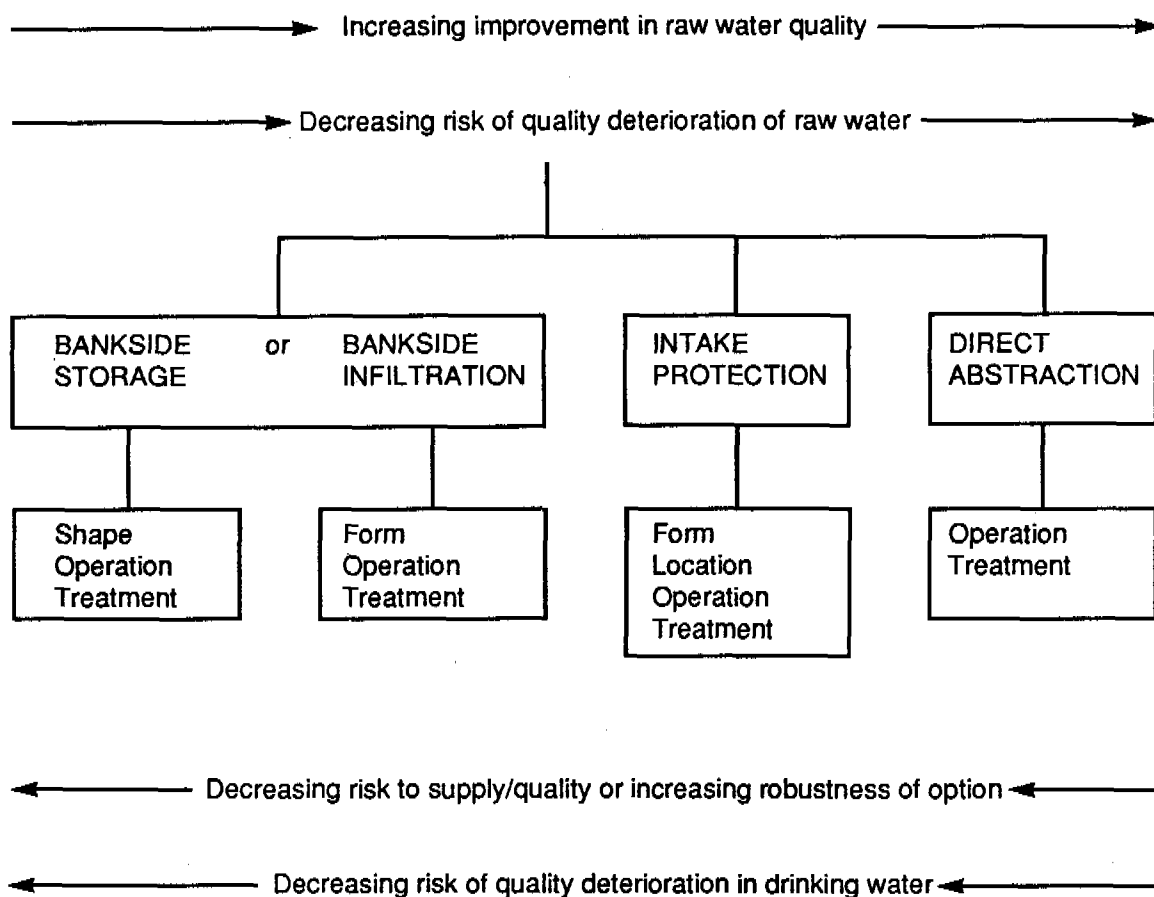 Increasing improvement in raw water quality
Decreasing risk of quality deterioration of raw water
BANKSIDE or BANKSIDE
STORAGE INFILTRATION
INTAKE
PROTECTION
DIRECT
ABSTRACTION
Shape
Operation
Treatment
Form
Operation
Treatment
Form
Location
Operation
Treatment
Operation
Treatment
Decreasing risk to supply/quality or increasing robustness of option
Decreasing risk of quality deterioration in drinking water